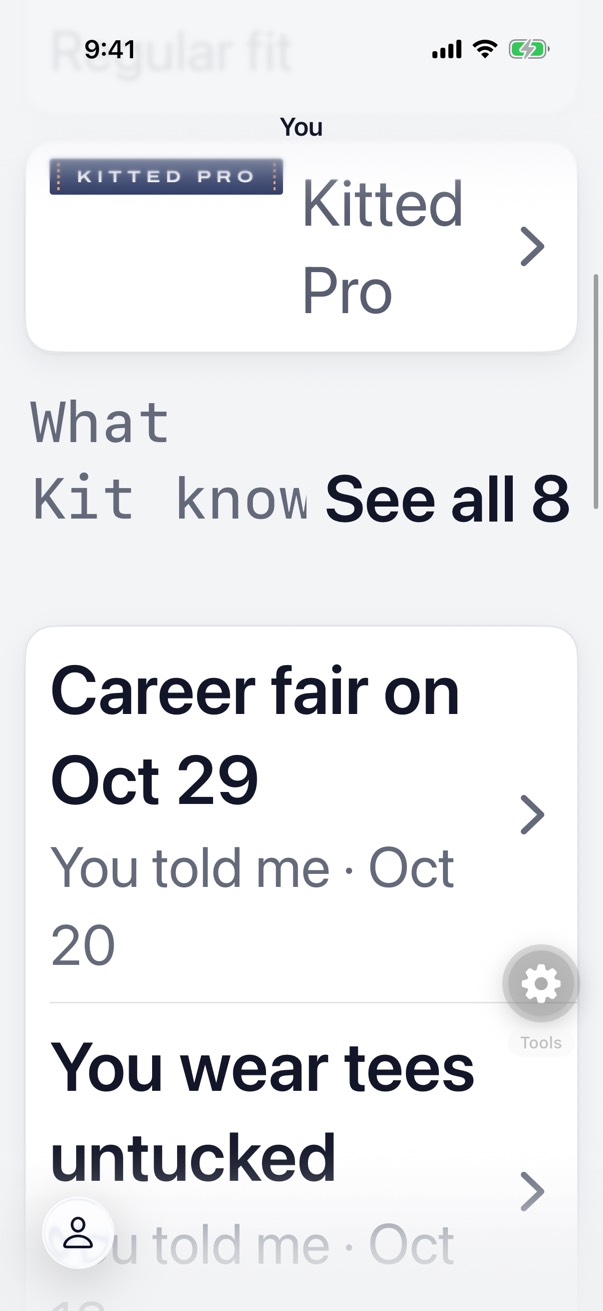 Regular fit
9:41
You
KITTED PRO
Kitted
Pro
What
Kit know
See all 8
Career fair on
Oct 29
You told me · Oct
20
Tools
You wear tees
untucked
You told me · Oct